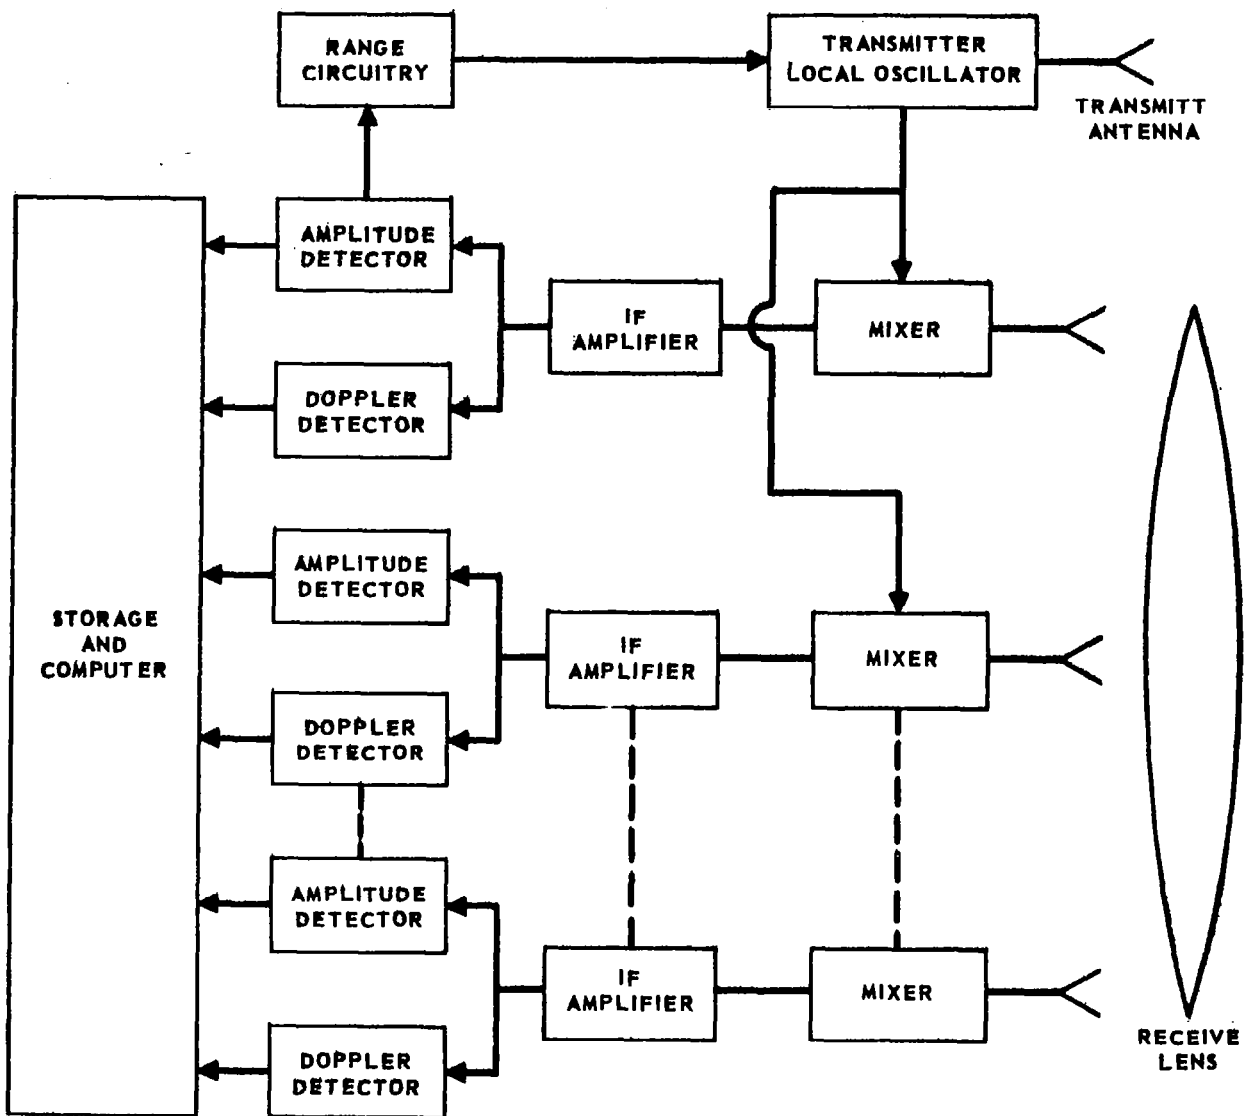 RANGE
CIRCUITRY
TRANSMITTER
LOCAL OSCILLATOR
TRANSMITT
ANTENNA
AMPLITUDE
DETECTOR
IF
AMPLIFIER
MIXER
DOPPLER
DETECTOR
AMPLITUDE
DETECTOR
STORAGE
AND
COMPUTER
IF
AMPLIFIER
MIXER
DOPPLER
DETECTOR
AMPLITUDE
DETECTOR
IF
AMPLIFIER
MIXER
DOPPLER
DETECTOR
RECEIVE
LENS